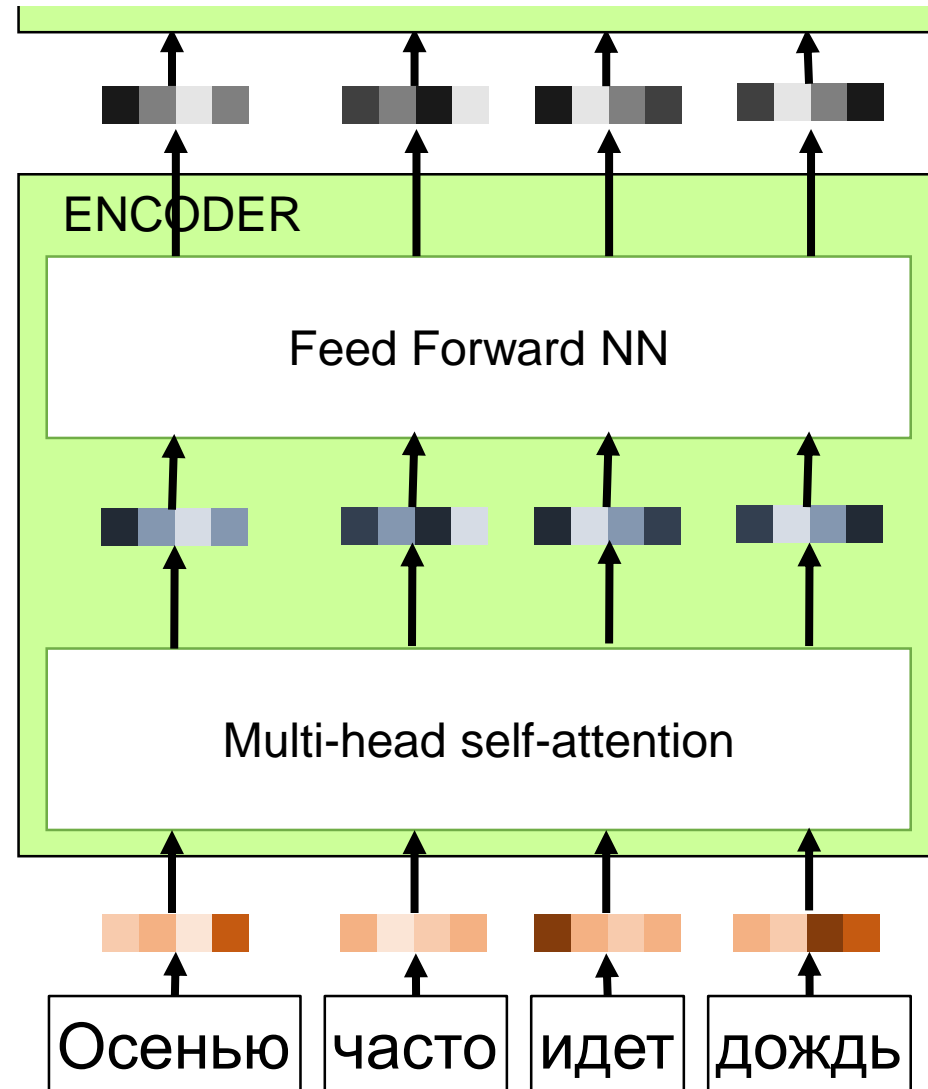 ENCODER
Feed Forward NN
Multi-head self-attention
Осенью часто идет дождь